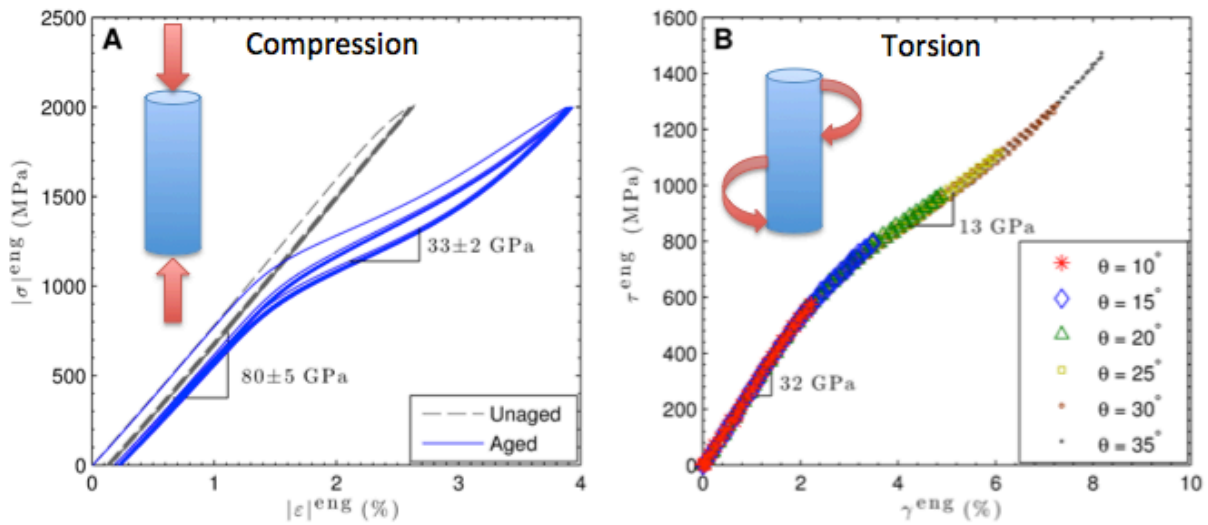 A
Compression
2500
2000
1500
1000
500
0
|σ|^eng (MPa)
33±2 GPa
80±5 GPa
Unaged
Aged
0 1 2 3 4
|ε|^eng (%)
B
Torsion
1600
1400
1200
1000
800
600
400
200
0
τ^eng (MPa)
13 GPa
32 GPa
θ = 10°
θ = 15°
θ = 20°
θ = 25°
θ = 30°
θ = 35°
0 2 4 6 8 10
γ^eng (%)